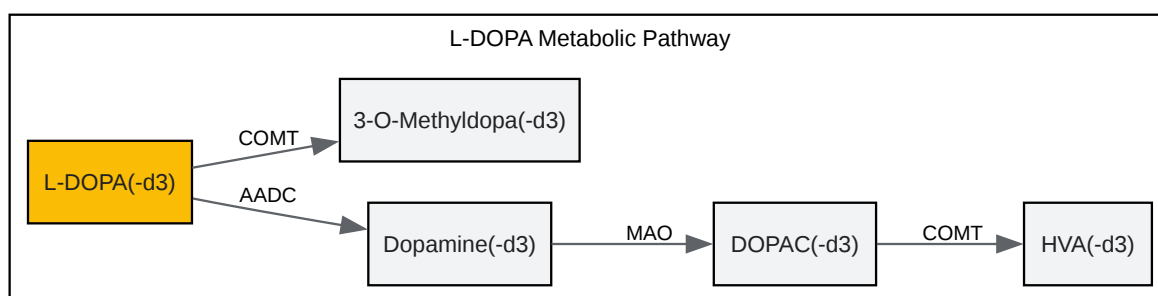 L-DOPA Metabolic Pathway
3-O-Methyldopa(-d3)
COMT
L-DOPA(-d3)
AADC
Dopamine(-d3)
MAO
DOPAC(-d3)
COMT
HVA(-d3)